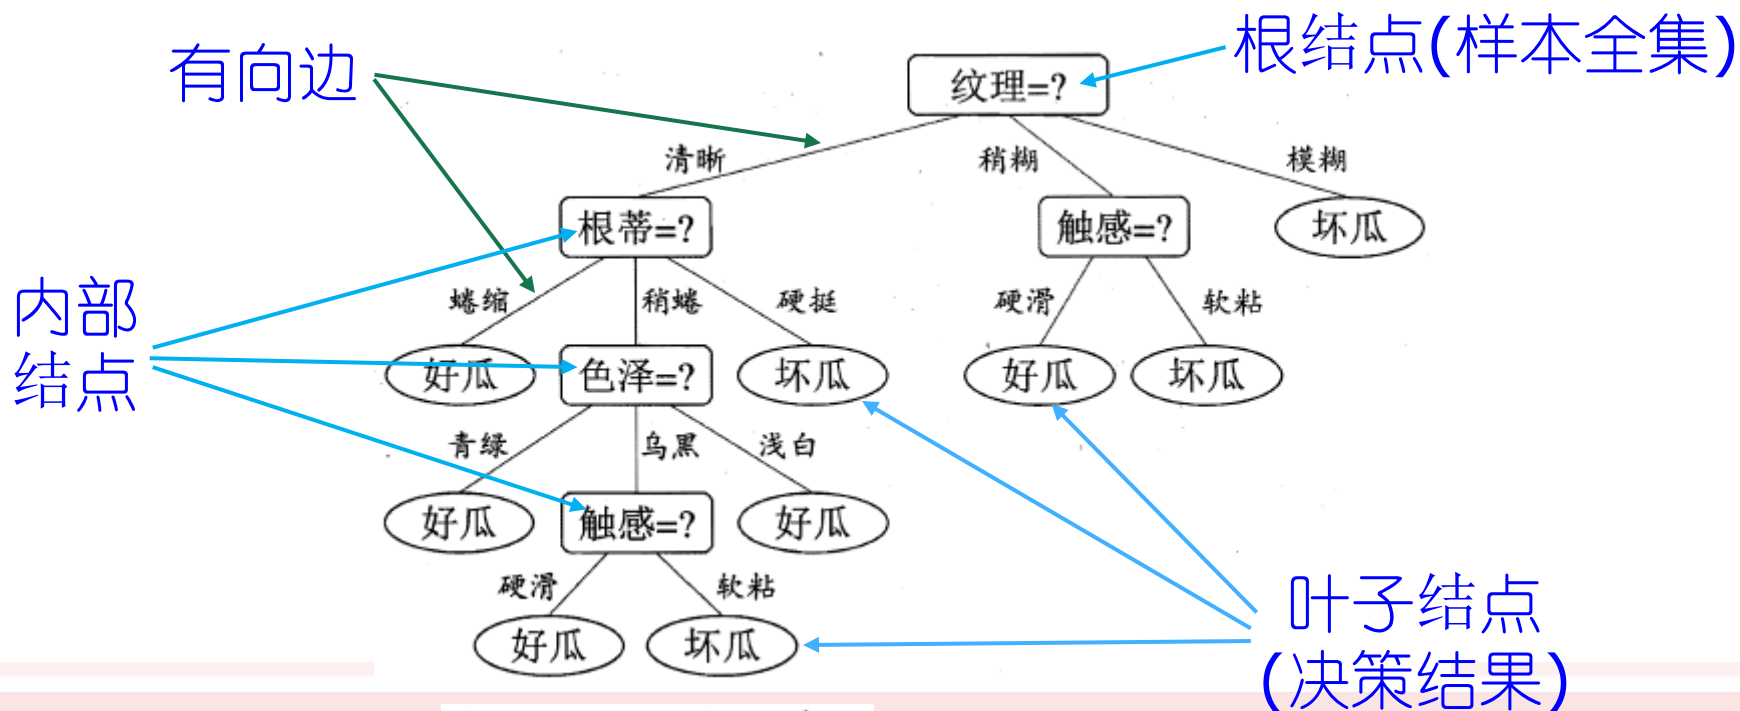 根结点(样本全集)
有向边
纹理=?
清晰
稍糊
模糊
根蒂=?
触感=?
坏瓜
内部
结点
蜷缩
稍蜷
硬挺
硬滑
软粘
好瓜
色泽=?
坏瓜
好瓜
坏瓜
青绿
乌黑
浅白
好瓜
触感=?
好瓜
硬滑
软粘
好瓜
坏瓜
叶子结点
(决策结果)